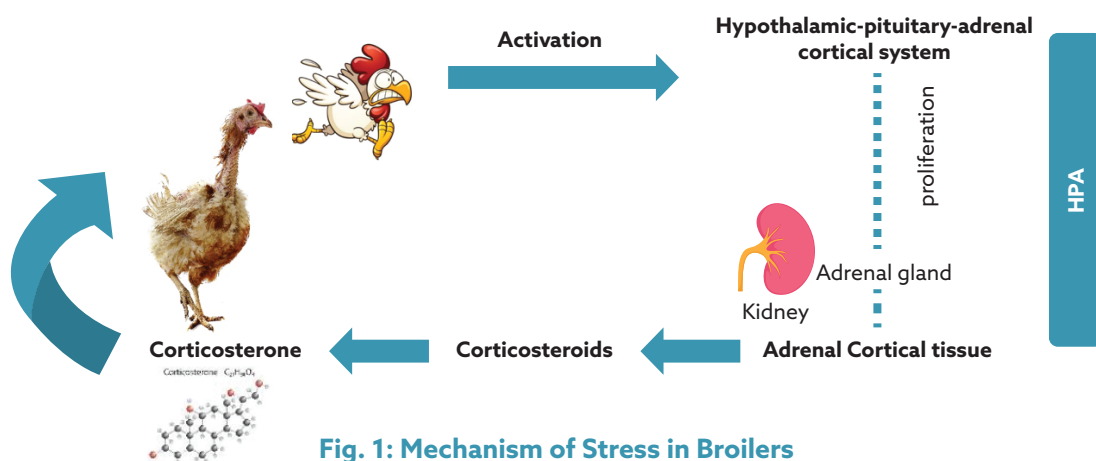 Activation
Hypothalamic-pituitary-adrenal
cortical system
proliferation
HPA
Adrenal gland
Kidney
Corticosterone
Corticosteroids
Adrenal Cortical tissue
Corticosterone
Fig. 1: Mechanism of Stress in Broilers